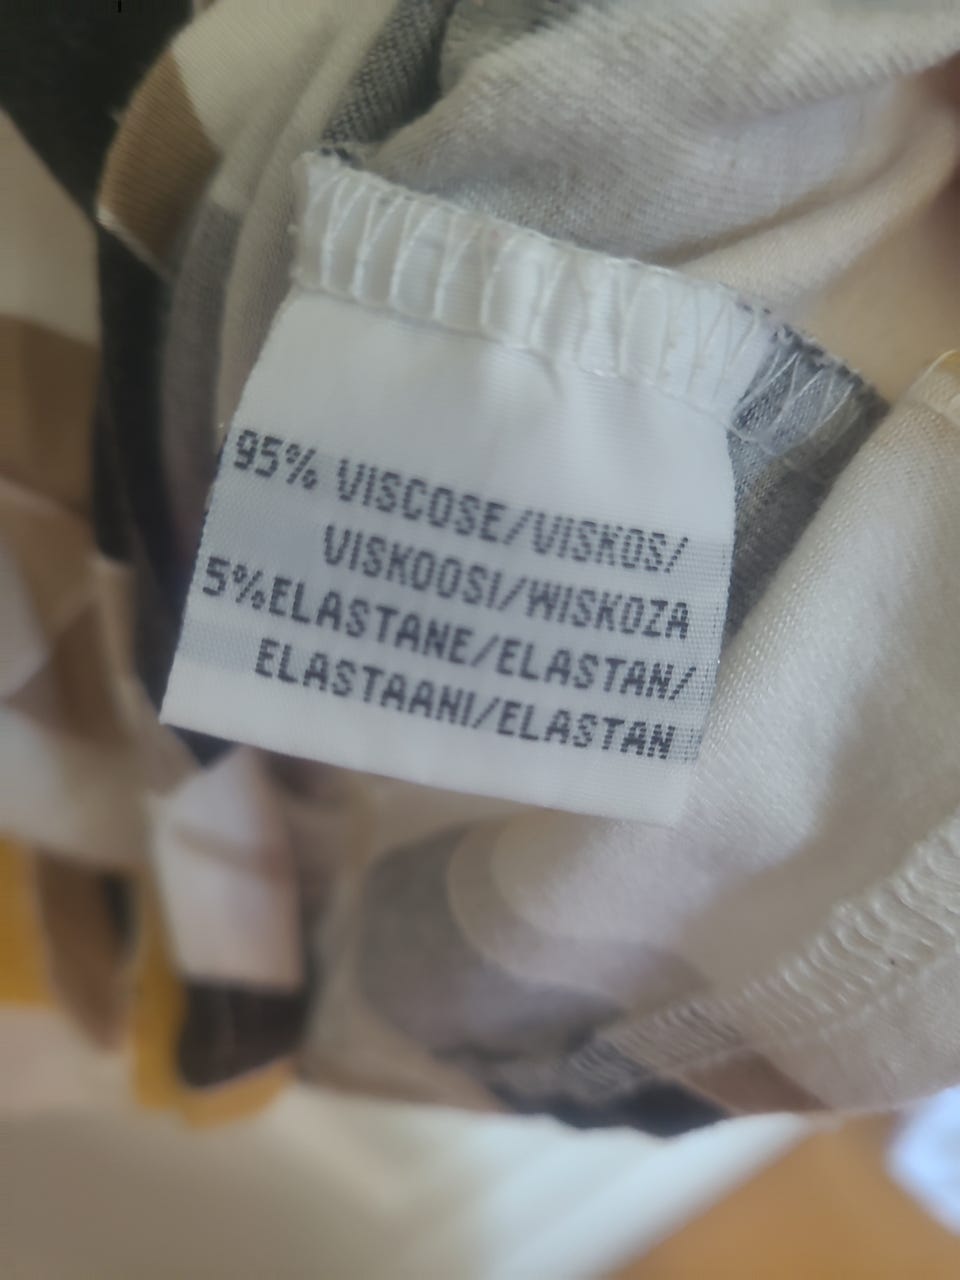 95% VISCOSE/VISKOS/
VISKOOSI/WISKOZA
5%ELASTANE/ELASTAN/
ELASTAANI/ELASTAN